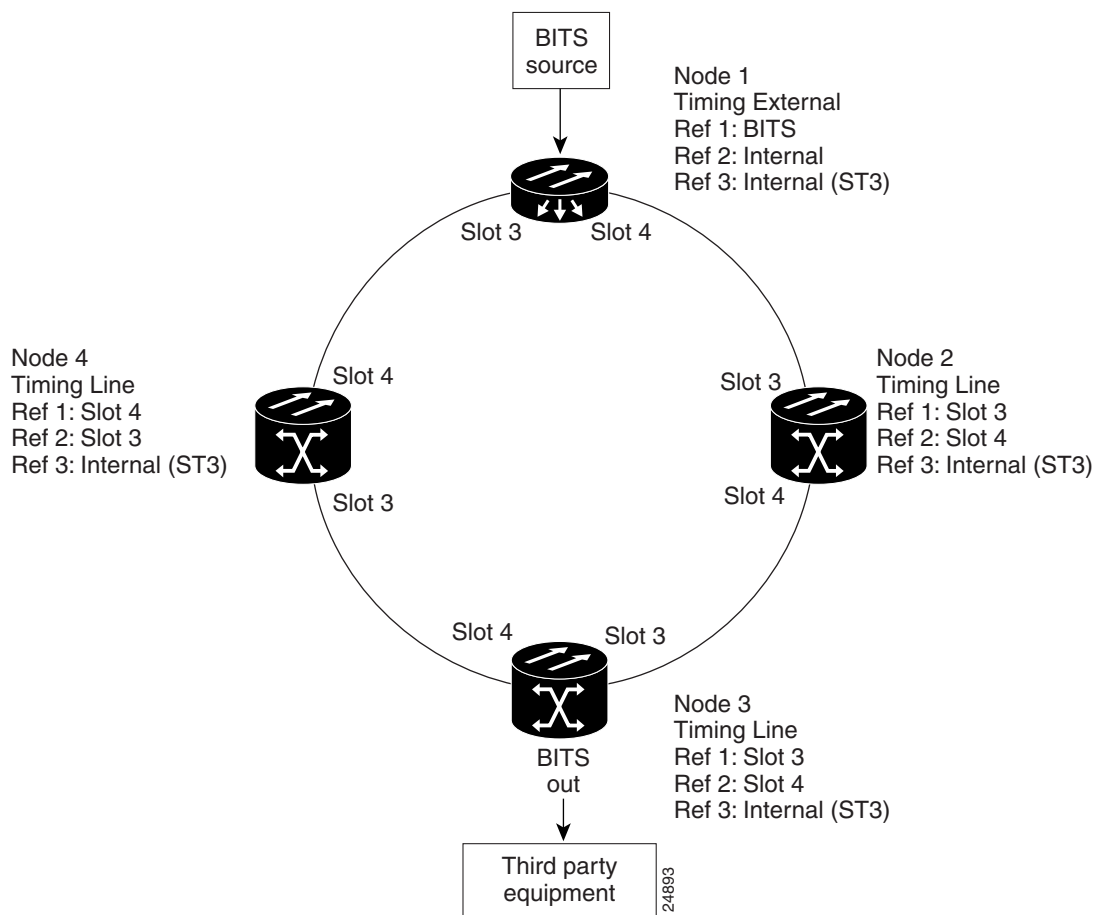 BITS
source
Node 1
Timing External
Ref 1: BITS
Ref 2: Internal
Ref 3: Internal (ST3)
Slot 3
Slot 4
Node 4
Timing Line
Ref 1: Slot 4
Ref 2: Slot 3
Ref 3: Internal (ST3)
Slot 4
Slot 3
Slot 3
Slot 4
Node 2
Timing Line
Ref 1: Slot 3
Ref 2: Slot 4
Ref 3: Internal (ST3)
Slot 4
Slot 3
BITS
out
Node 3
Timing Line
Ref 1: Slot 3
Ref 2: Slot 4
Ref 3: Internal (ST3)
Third party
equipment
24893